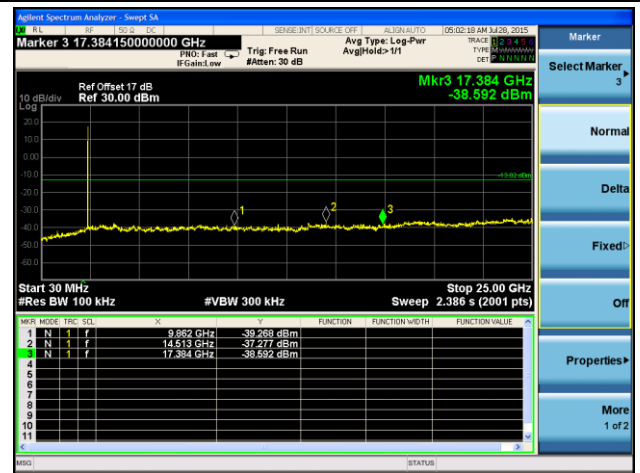 Agilent Spectrum Analyzer - Swept SA
RL RF 50 Ω DC SENSE:INT SOURCE OFF ALIGN AUTO 05:02:18 AM Jul 28, 2015
Marker 3 17.384150000000 GHz
PNO: Fast
IFGain:Low
Trig: Free Run
#Atten: 30 dB
Avg Type: Log-Pwr
Avg|Hold:>1/1
TRACE 1 2 3 4 5 6
TYPE M
DET P N N N N N
Ref Offset 17 dB
10 dB/div Ref 30.00 dBm
Log
Mkr3 17.384 GHz
-38.592 dBm
20.0
10.0
0.00
-10.0
-20.0
-30.0
-40.0
-50.0
-60.0
-13.02 dBm
1
2
3
Start 30 MHz Stop 25.00 GHz
#Res BW 100 kHz #VBW 300 kHz Sweep 2.386 s (2001 pts)
MKR MODE TRC SCL X Y FUNCTION FUNCTION WIDTH FUNCTION VALUE
1 N 1 f 9.862 GHz -39.268 dBm
2 N 1 f 14.513 GHz -37.277 dBm
3 N 1 f 17.384 GHz -38.592 dBm
4
5
6
7
8
9
10
11
MSG STATUS
Marker
Select Marker
3
Normal
Delta
Fixed
Off
Properties
More
1 of 2